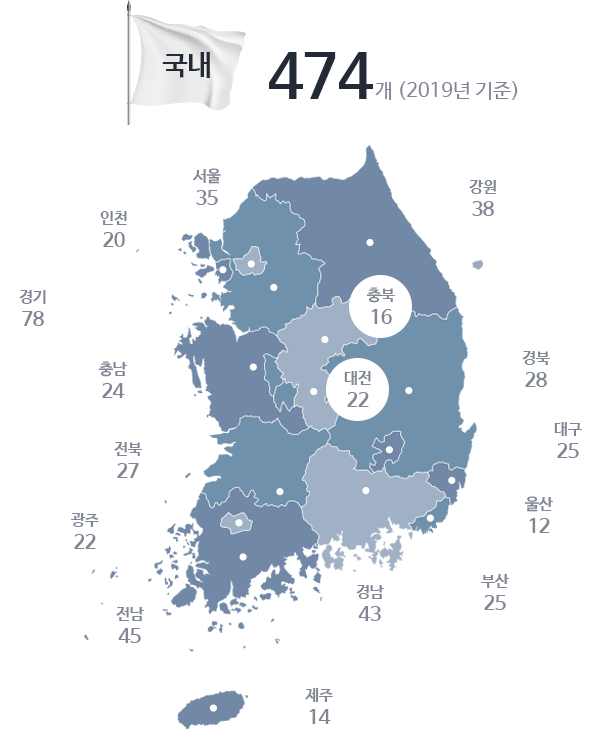 국내
474개 (2019년 기준)
서울
35
강원
38
인천
20
경기
78
충북
16
충남
24
대전
22
경북
28
대구
25
전북
27
울산
12
광주
22
부산
25
경남
43
전남
45
제주
14